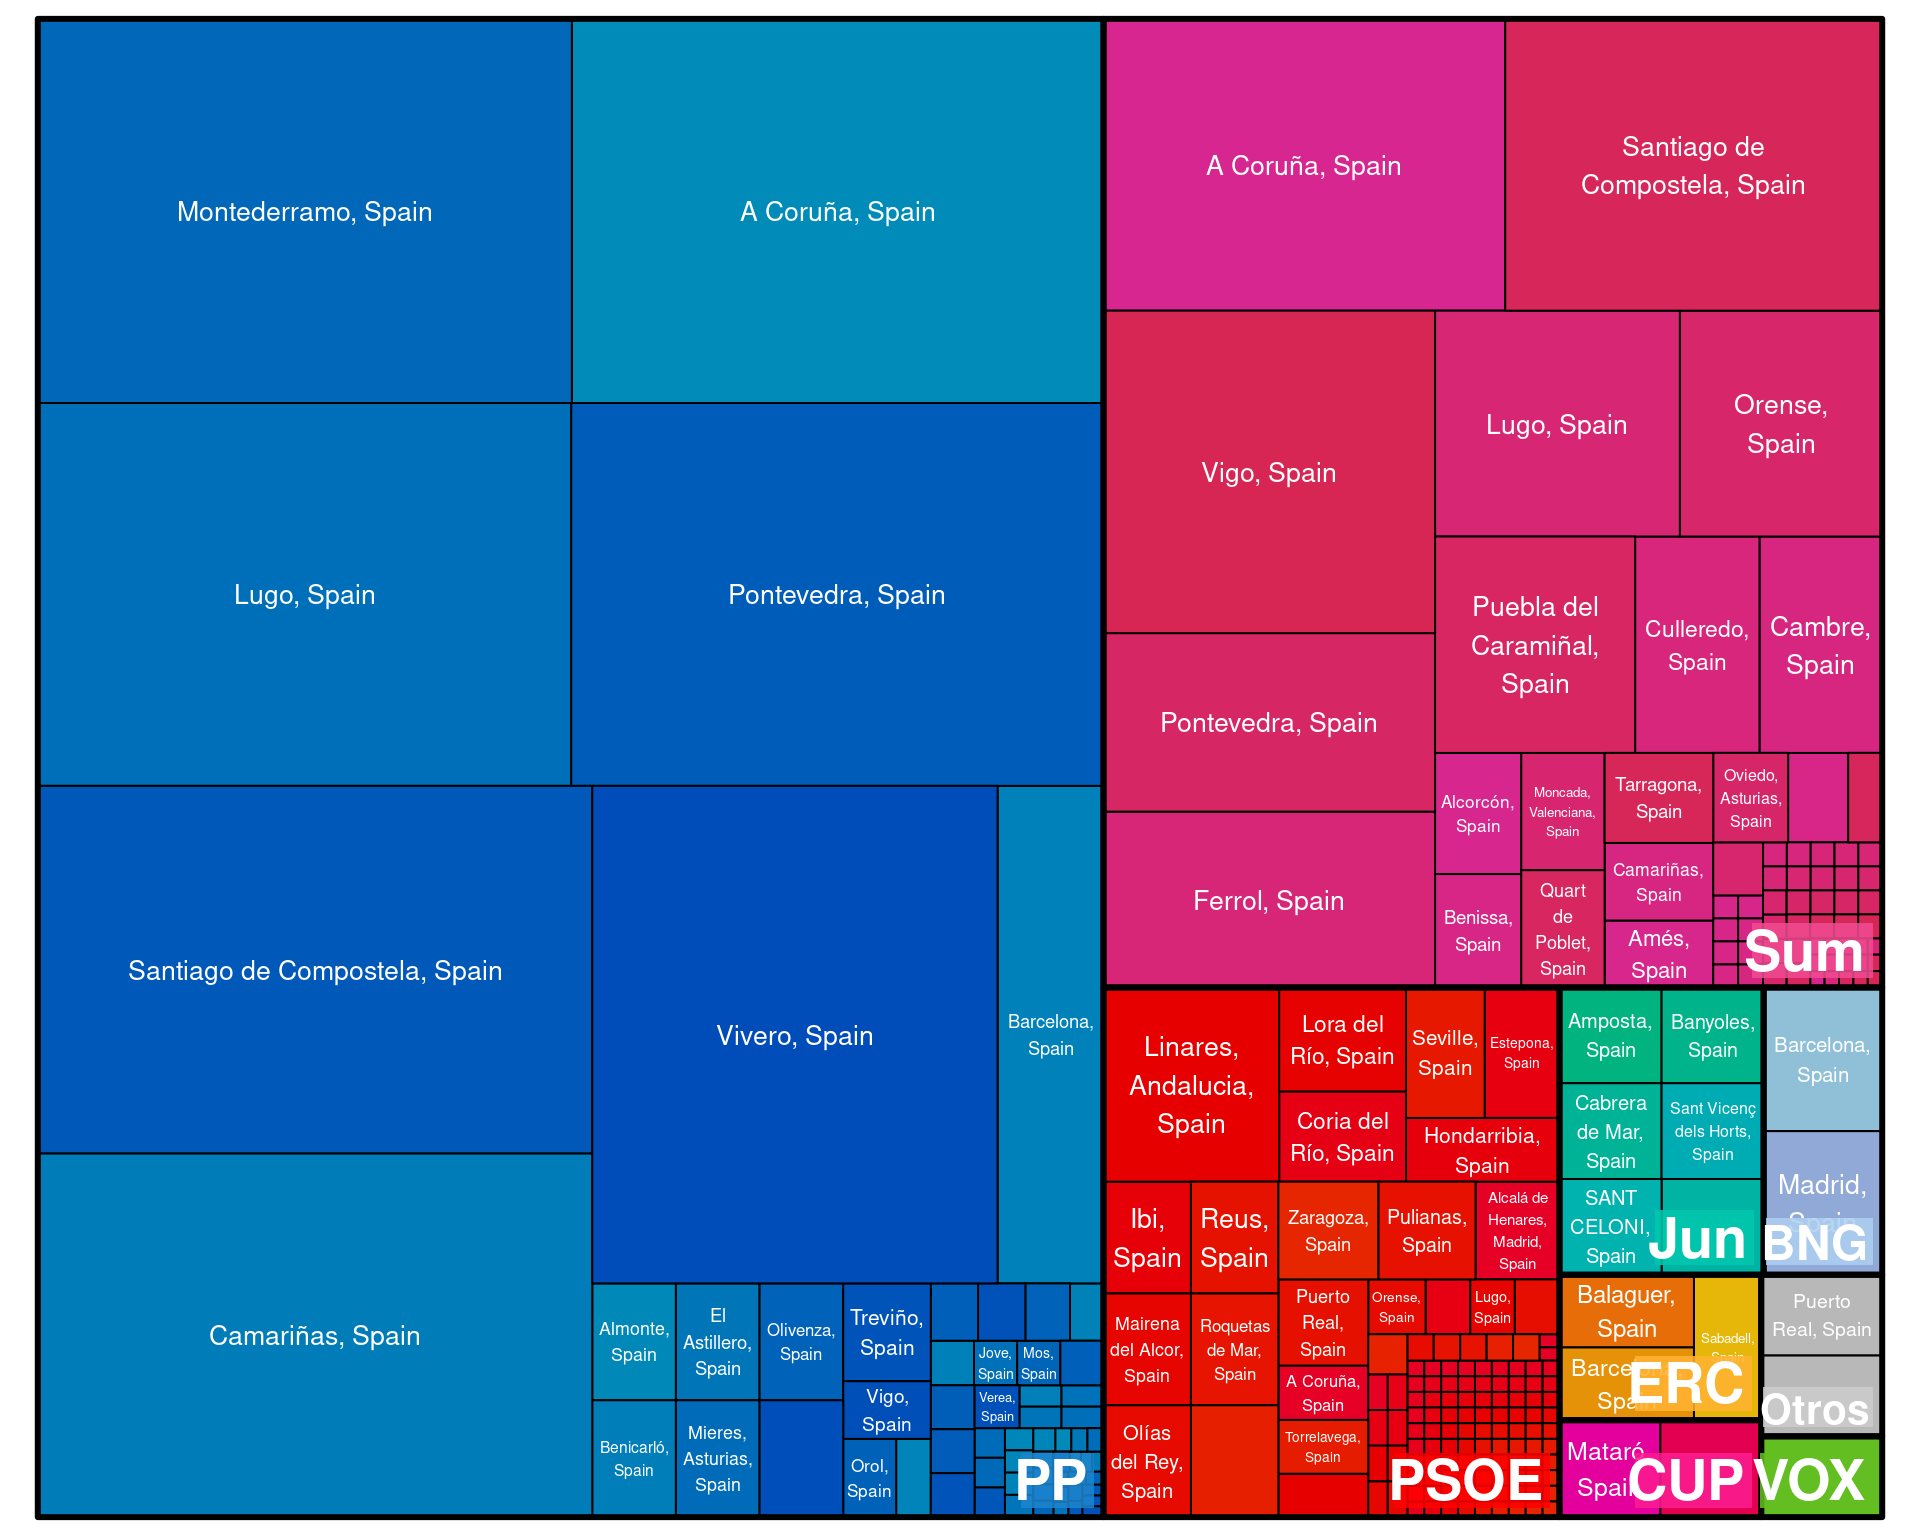 Montederramo, Spain
A Coruña, Spain
Lugo, Spain
Pontevedra, Spain
Santiago de Compostela, Spain
Vivero, Spain
Barcelona,
Spain
Camariñas, Spain
Almonte,
Spain
El
Astillero,
Spain
Olivenza,
Spain
Treviño,
Spain
Benicarló,
Spain
Mieres,
Asturias,
Spain
Vigo,
Spain
Orol,
Spain
Jove,
Spain
Mos,
Spain
Verea,
Spain
PP
A Coruña, Spain
Santiago de
Compostela, Spain
Vigo, Spain
Lugo, Spain
Orense,
Spain
Pontevedra, Spain
Puebla del
Caramiñal,
Spain
Culleredo,
Spain
Cambre,
Spain
Ferrol, Spain
Alcorcón,
Spain
Moncada,
Valenciana,
Spain
Tarragona,
Spain
Oviedo,
Asturias,
Spain
Benissa,
Spain
Quart
de
Poblet,
Spain
Camariñas,
Spain
Amés,
Spain
Sum
Linares,
Andalucia,
Spain
Lora del
Río, Spain
Seville,
Spain
Estepona,
Spain
Coria del
Río, Spain
Hondarribia,
Spain
Ibi,
Spain
Reus,
Spain
Zaragoza,
Spain
Pulianas,
Spain
Alcalá de
Henares,
Madrid,
Spain
Mairena
del Alcor,
Spain
Roquetas
de Mar,
Spain
Puerto
Real,
Spain
Orense,
Spain
Lugo,
Spain
A Coruña,
Spain
Olías
del Rey,
Spain
Torrelavega,
Spain
PSOE
Amposta,
Spain
Banyoles,
Spain
Cabrera
de Mar,
Spain
Sant Vicenç
dels Horts,
Spain
SANT
CELONI,
Spain
Jun
Barcelona,
Spain
Madrid,
Spain
BNG
Balaguer,
Spain
Sabadell,
Spain
ERC
Puerto
Real, Spain
Otros
Mataró,
Spain
CUP
VOX